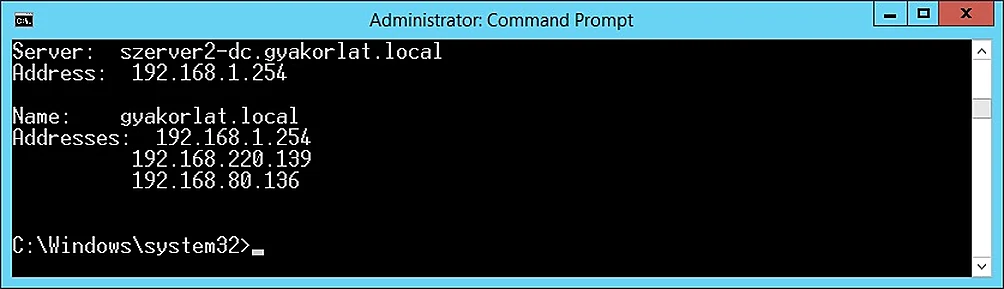 Administrator: Command Prompt
Server:  szerver2-dc.gyakorlat.local
Address:  192.168.1.254
Name:    gyakorlat.local
Addresses:  192.168.1.254
192.168.220.139
192.168.80.136
C:\Windows\system32>_